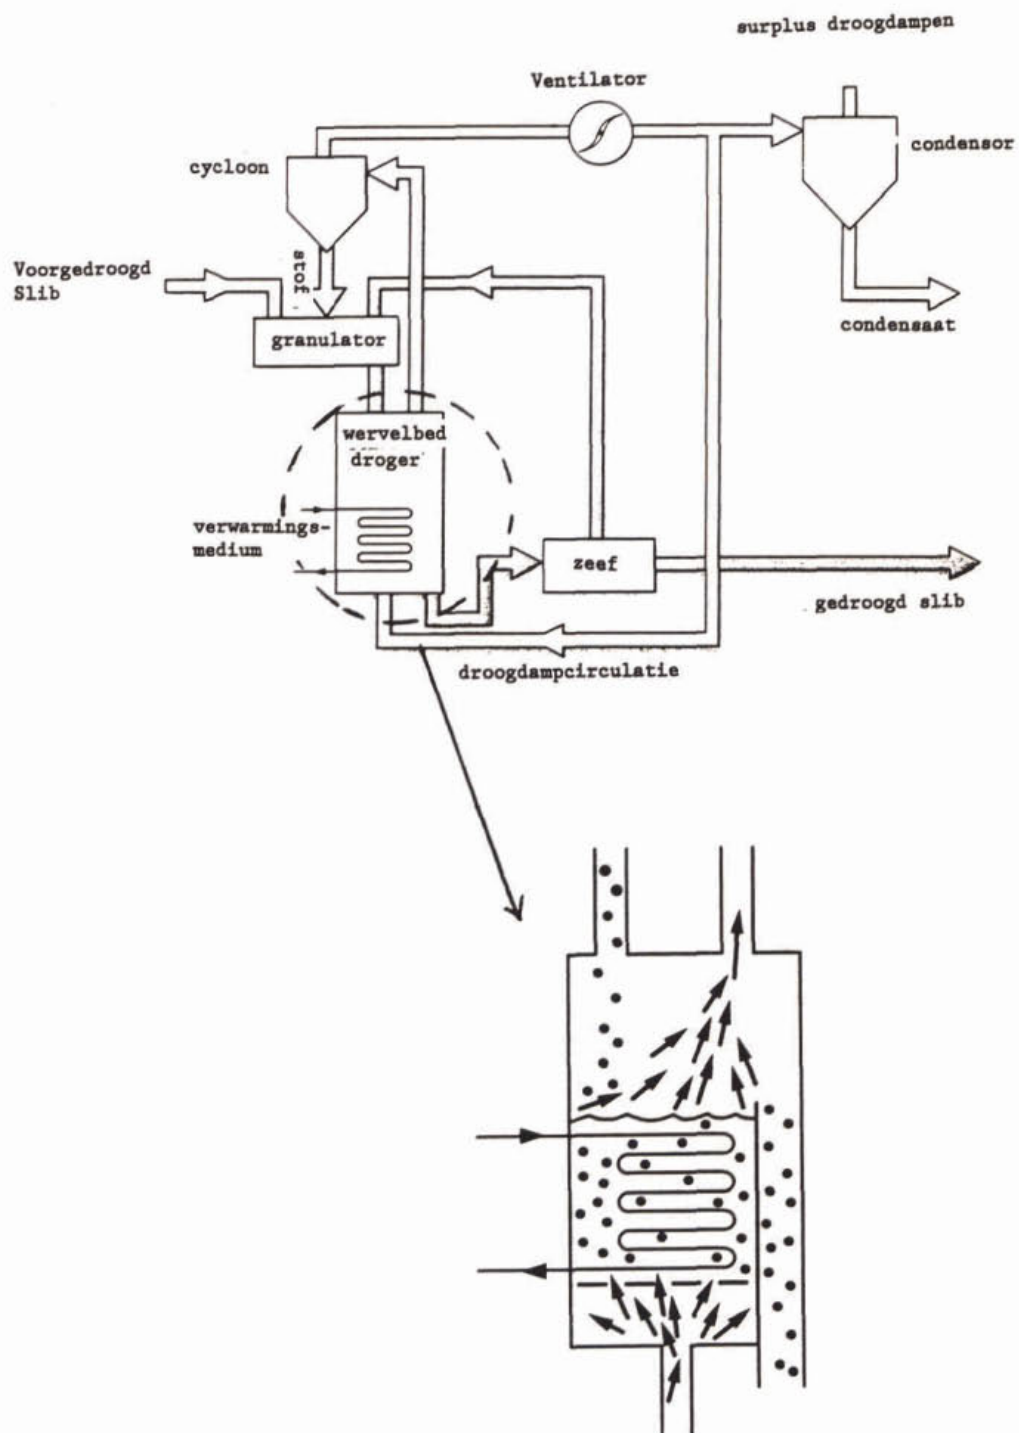 surplus droogdampen
Ventilator
condensor
cycloon
stof
Voorgedroogd
Slib
condensaat
granulator
wervelbed
droger
verwarmings-
medium
zeef
gedroogd slib
droogdampcirculatie